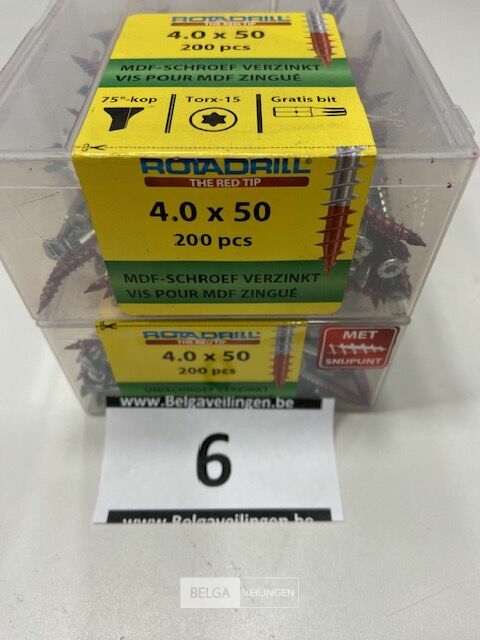 ROTADRILL
THE RED TIP
4.0 x 50
200 pcs
MDF-SCHROEF VERZINKT
VIS POUR MDF ZINGUÉ
75°-kop
Torx-15
Gratis bit
ROTADRILL®
THE RED TIP
4.0 x 50
200 pcs
MDF-SCHROEF VERZINKT
VIS POUR MDF ZINGUÉ
ROTADRILL
THE RED TIP
4.0 x 50
200 pcs
UNISCHROEF VERZINKT
MET
SNIJPUNT
www.Belgaveilingen.be
6
www.Belgaveilingen.be
BELGA VEILINGEN